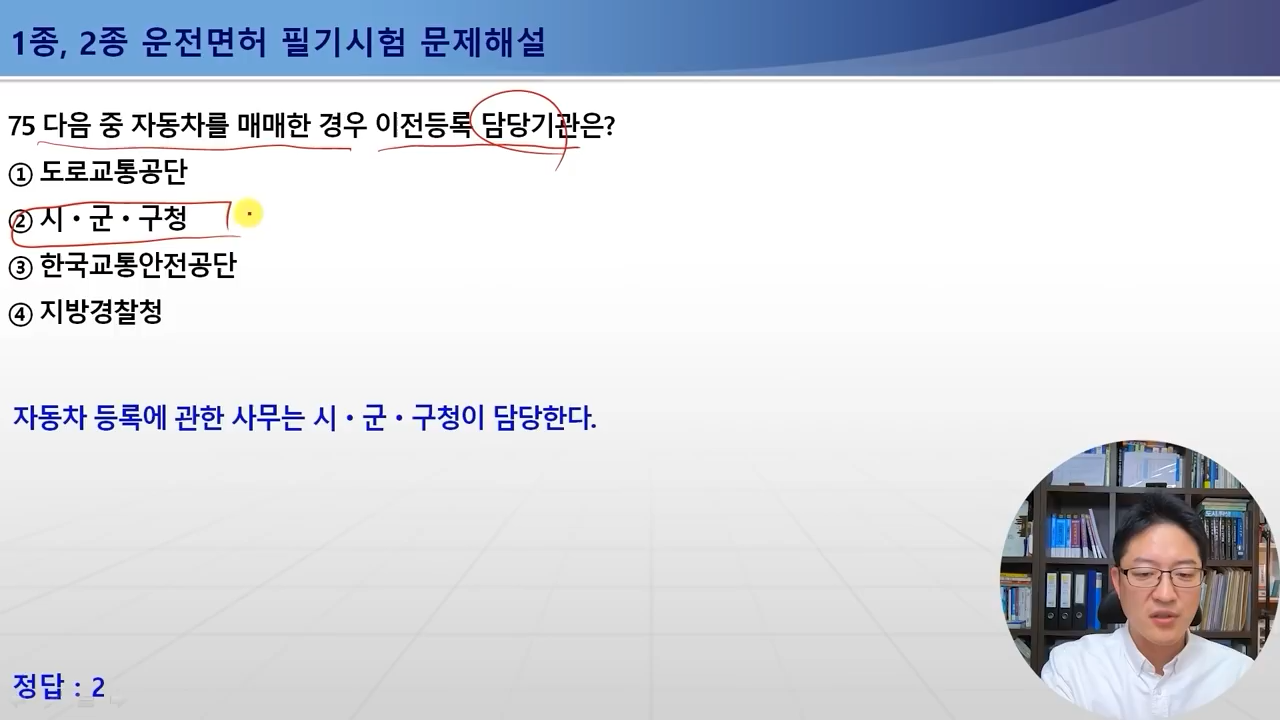 1종, 2종 운전면허 필기시험 문제해설
75 다음 중 자동차를 매매한 경우 이전등록 담당기관은?
① 도로교통공단
② 시・군・구청
③ 한국교통안전공단
④ 지방경찰청
자동차 등록에 관한 사무는 시・군・구청이 담당한다.
정답 : 2